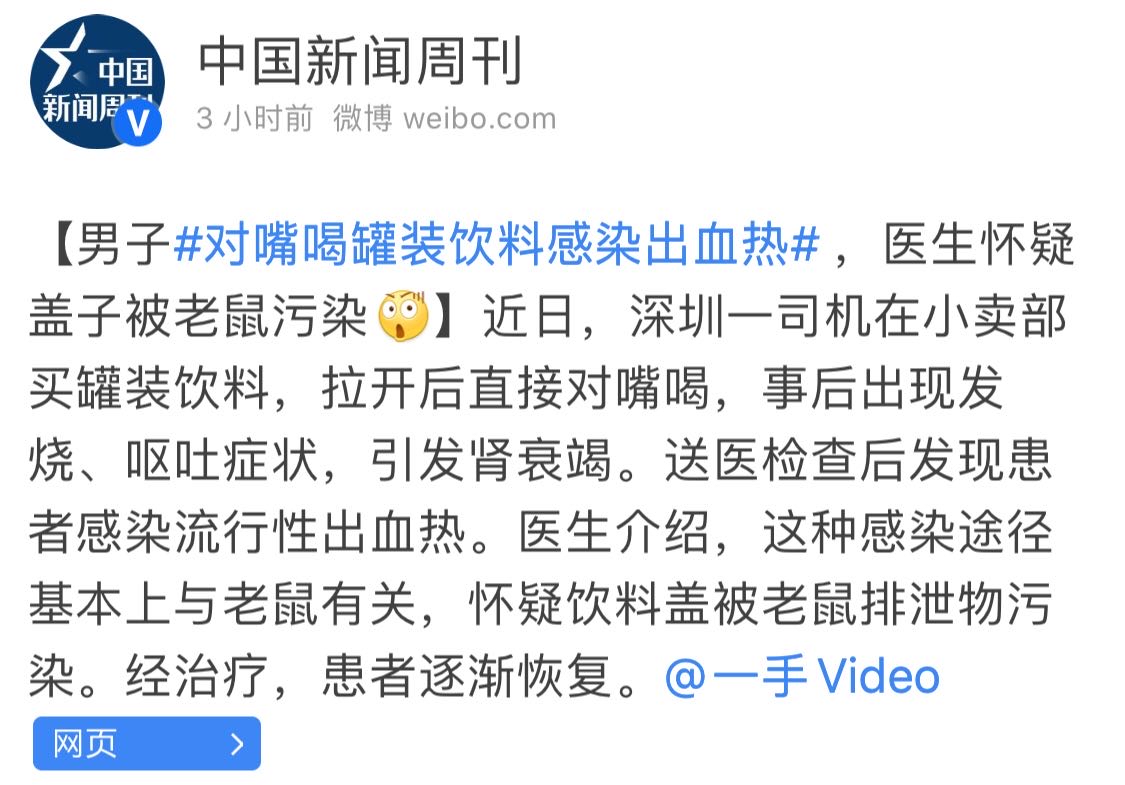 中国
新闻周刊
V
中国新闻周刊
3 小时前 微博 weibo.com
【男子#对嘴喝罐装饮料感染出血热#，医生怀疑
盖子被老鼠污染😲】近日，深圳一司机在小卖部
买罐装饮料，拉开后直接对嘴喝，事后出现发
烧、呕吐症状，引发肾衰竭。送医检查后发现患
者感染流行性出血热。医生介绍，这种感染途径
基本上与老鼠有关，怀疑饮料盖被老鼠排泄物污
染。经治疗，患者逐渐恢复。@一手Video
网页